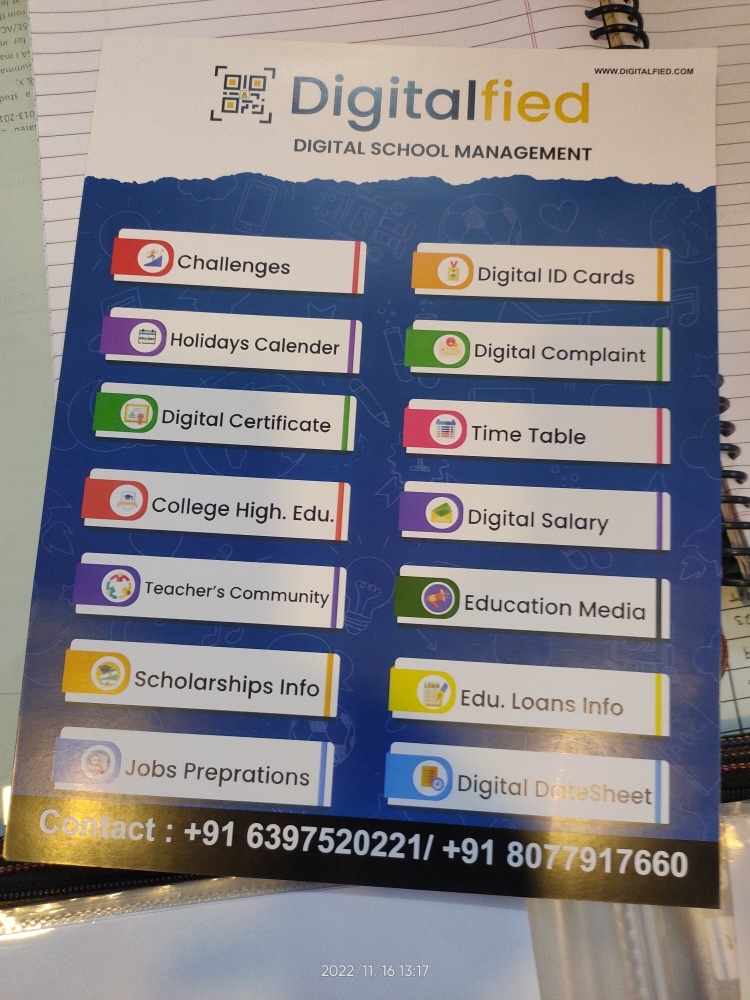 WWW.DIGITALFIED.COM
Digitalfied
DIGITAL SCHOOL MANAGEMENT
Challenges
Digital ID Cards
Holidays Calender
Digital Complaint
Digital Certificate
Time Table
College High. Edu.
Digital Salary
Teacher's Community
Education Media
Scholarships Info
Edu. Loans Info
Jobs Preprations
Digital DateSheet
Contact : +91 6397520221/ +91 8077917660
2022/11/16 13:17